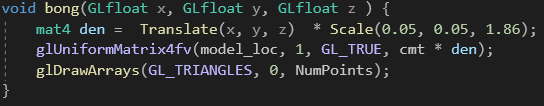 void bong(GLfloat x, GLfloat y, GLfloat z ) {
mat4 den =  Translate(x, y, z)  * Scale(0.05, 0.05, 1.86);
glUniformMatrix4fv(model_loc, 1, GL_TRUE, cmt * den);
glDrawArrays(GL_TRIANGLES, 0, NumPoints);
}